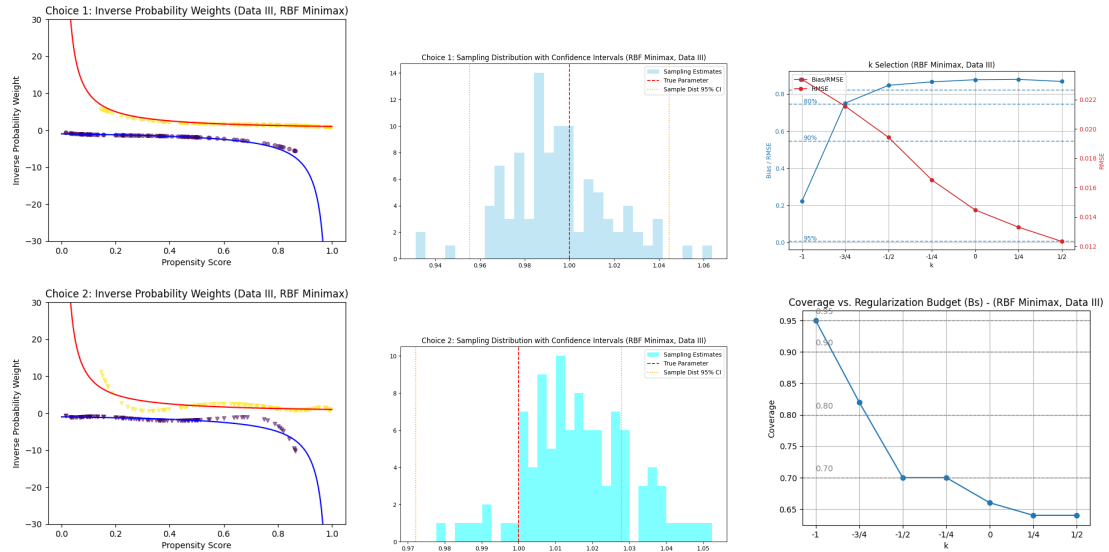 Choice 1: Inverse Probability Weights (Data III, RBF Minimax)
Inverse Probability Weight
30
20
10
0
-10
-20
-30
0.0 0.2 0.4 0.6 0.8 1.0
Propensity Score
Choice 1: Sampling Distribution with Confidence Intervals (RBF Minimax, Data III)
Sampling Estimates
True Parameter
Sample Dist 95% CI
14
12
10
8
6
4
2
0
0.94 0.96 0.98 1.00 1.02 1.04 1.06
k Selection (RBF Minimax, Data III)
Bias/RMSE
RMSE
Bias / RMSE
0.8
0.6
0.4
0.2
0.0
80%
90%
95%
0.022
0.020
0.018
0.016
0.014
0.012
RMSE
-1 -3/4 -1/2 -1/4 0 1/4 1/2
k
Choice 2: Inverse Probability Weights (Data III, RBF Minimax)
Inverse Probability Weight
30
20
10
0
-10
-20
-30
0.0 0.2 0.4 0.6 0.8 1.0
Propensity Score
Choice 2: Sampling Distribution with Confidence Intervals (RBF Minimax, Data III)
Sampling Estimates
True Parameter
Sample Dist 95% CI
10
8
6
4
2
0
0.97 0.98 0.99 1.00 1.01 1.02 1.03 1.04 1.05
Coverage vs. Regularization Budget (Bs) - (RBF Minimax, Data III)
Coverage
0.95
0.90
0.85
0.80
0.75
0.70
0.65
0.95
0.90
0.80
0.70
-1 -3/4 -1/2 -1/4 0 1/4 1/2
k